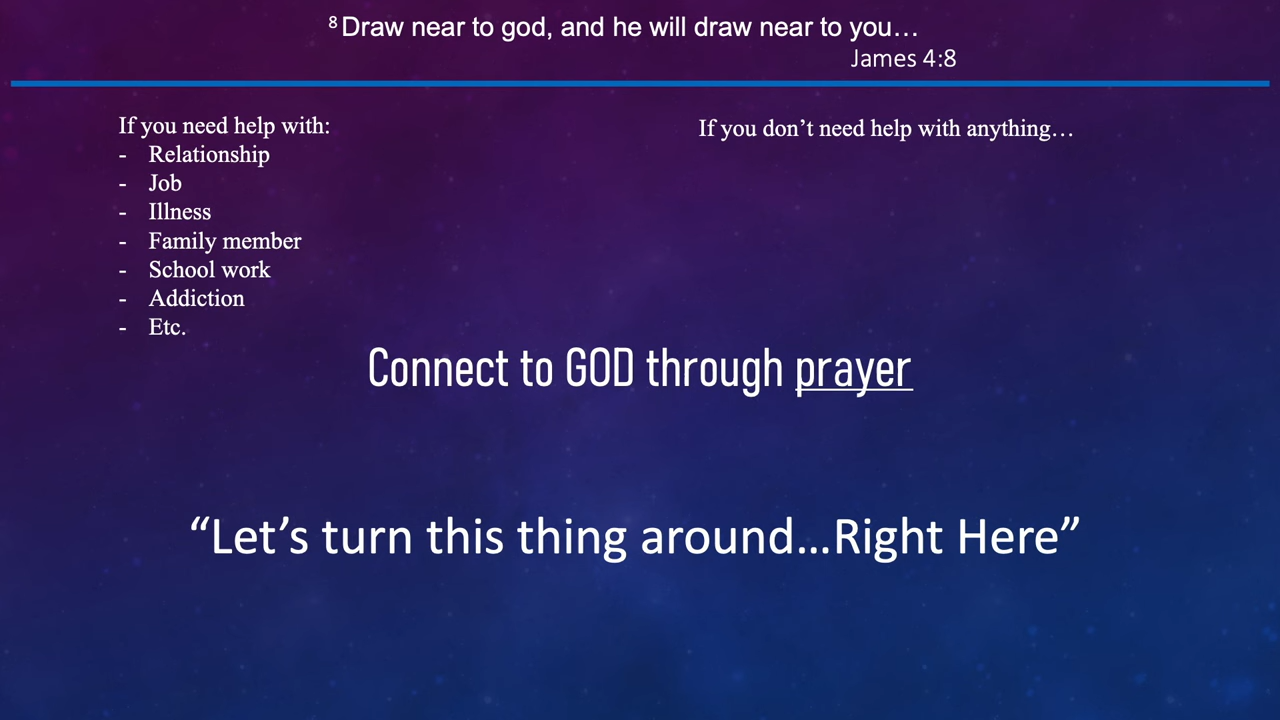 ⁸ Draw near to god, and he will draw near to you…
James 4:8
If you need help with:
- Relationship
- Job
- Illness
- Family member
- School work
- Addiction
- Etc.
If you don’t need help with anything…
Connect to GOD through prayer
“Let’s turn this thing around…Right Here”